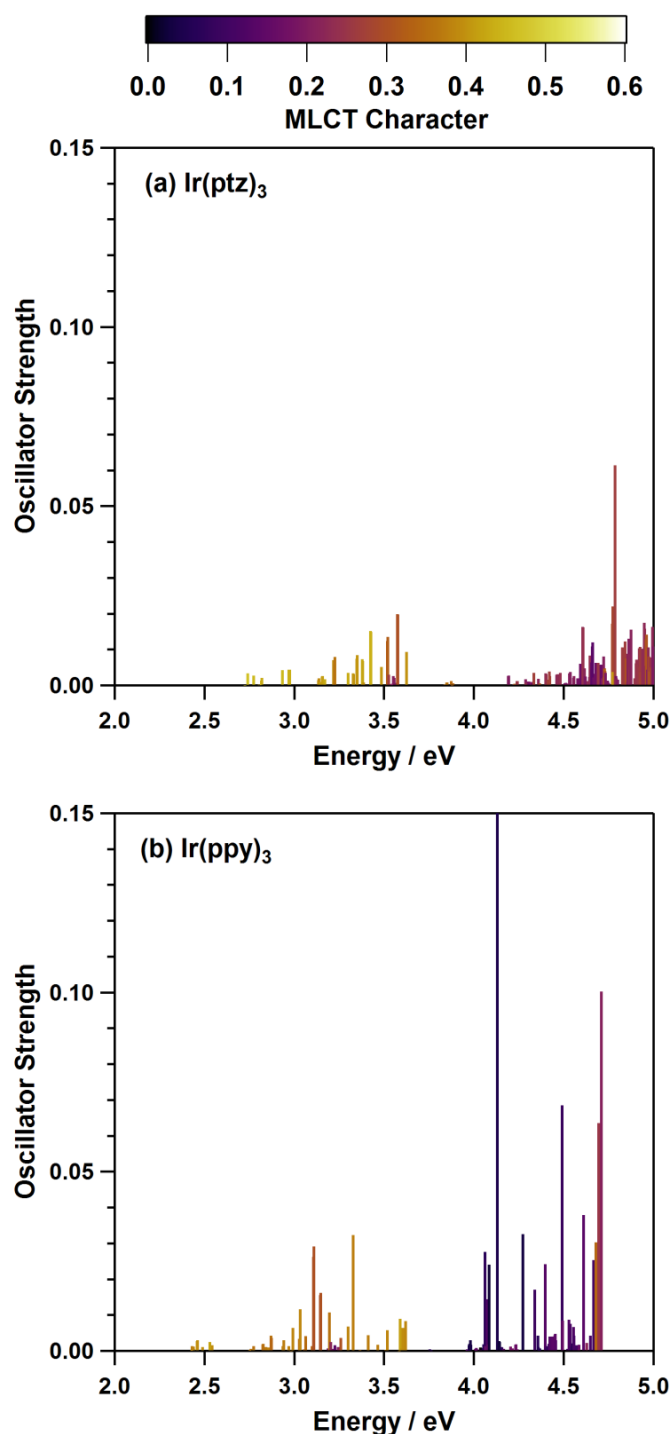 0.0 0.1 0.2 0.3 0.4 0.5 0.6
MLCT Character
0.15
(a) Ir(ptz)3
0.10
Oscillator Strength
0.05
0.00
2.0 2.5 3.0 3.5 4.0 4.5 5.0
Energy / eV
0.15
(b) Ir(ppy)3
0.10
Oscillator Strength
0.05
0.00
2.0 2.5 3.0 3.5 4.0 4.5 5.0
Energy / eV